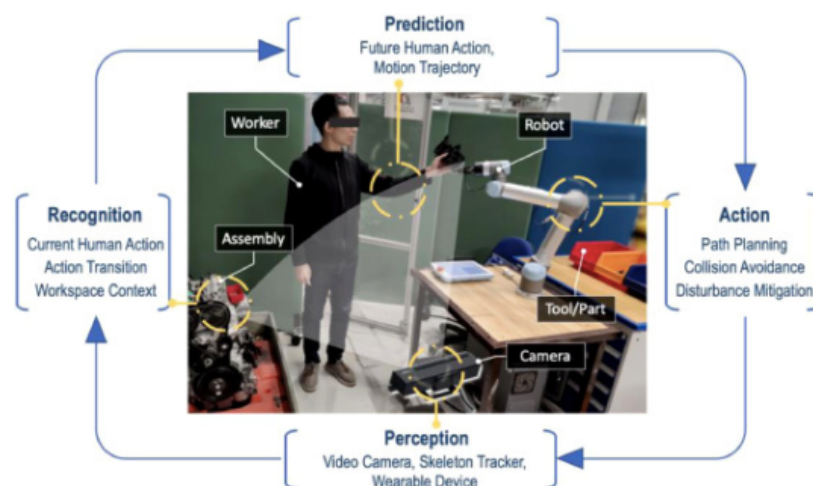 Prediction
Future Human Action,
Motion Trajectory
Worker
Robot
Recognition
Current Human Action
Action Transition
Workspace Context
Assembly
Action
Path Planning
Collision Avoidance
Disturbance Mitigation
Tool/Part
Camera
Perception
Video Camera, Skeleton Tracker,
Wearable Device